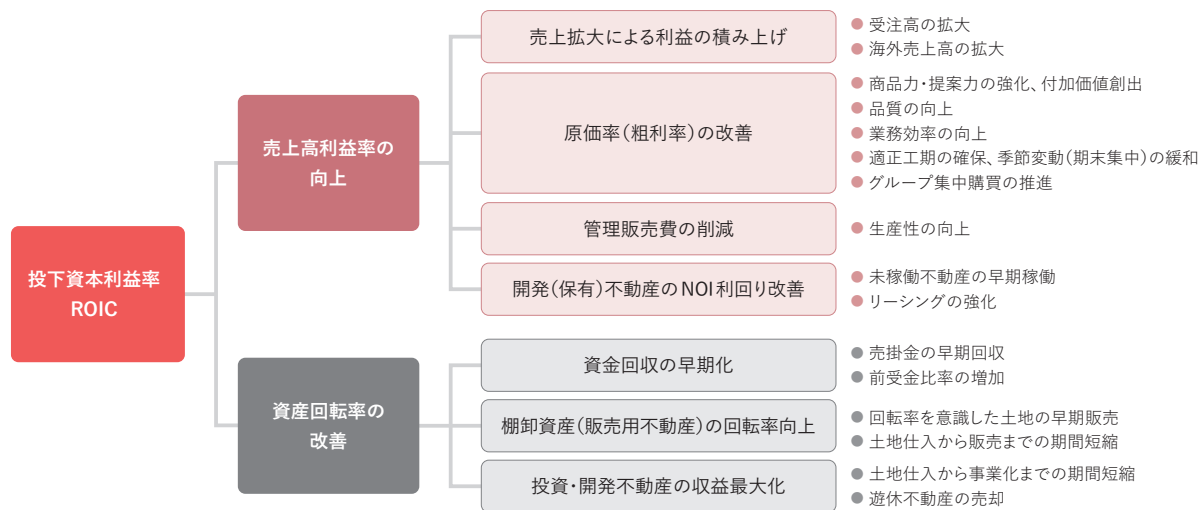 投下資本利益率
ROIC
売上高利益率の
向上
売上拡大による利益の積み上げ
● 受注高の拡大
● 海外売上高の拡大
原価率(粗利率)の改善
● 商品力・提案力の強化、付加価値創出
● 品質の向上
● 業務効率の向上
● 適正工期の確保、季節変動(期末集中)の緩和
● グループ集中購買の推進
管理販売費の削減
● 生産性の向上
開発(保有)不動産のNOI利回り改善
● 未稼働不動産の早期稼働
● リーシングの強化
資産回転率の
改善
資金回収の早期化
● 売掛金の早期回収
● 前受金比率の増加
棚卸資産(販売用不動産)の回転率向上
● 回転率を意識した土地の早期販売
● 土地仕入から販売までの期間短縮
投資・開発不動産の収益最大化
● 土地仕入から事業化までの期間短縮
● 遊休不動産の売却